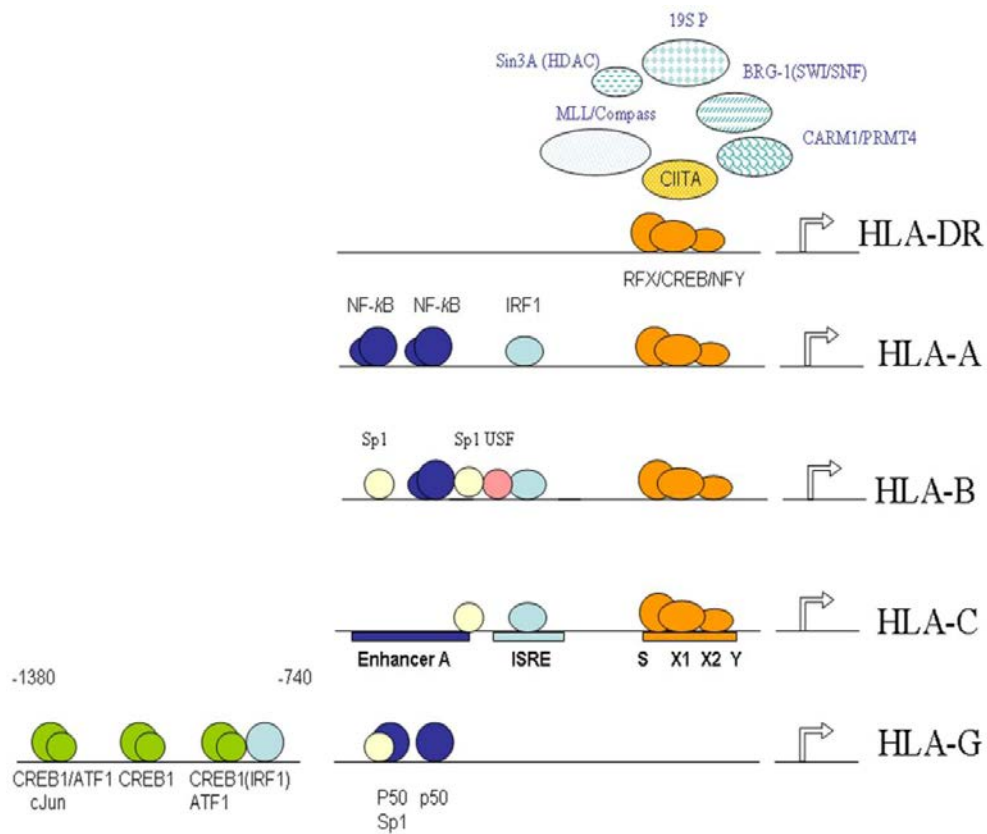 19S P
Sin3A (HDAC)
BRG-1(SWI/SNF)
MLL/Compass
CARM1/PRMT4
CIITA
HLA-DR
RFX/CREB/NFY
NF-kB NF-kB IRF1
HLA-A
Sp1 Sp1 USF
HLA-B
HLA-C
Enhancer A ISRE S X1 X2 Y
-1380 -740
HLA-G
CREB1/ATF1 CREB1 CREB1(IRF1)
cJun ATF1
P50 p50
Sp1